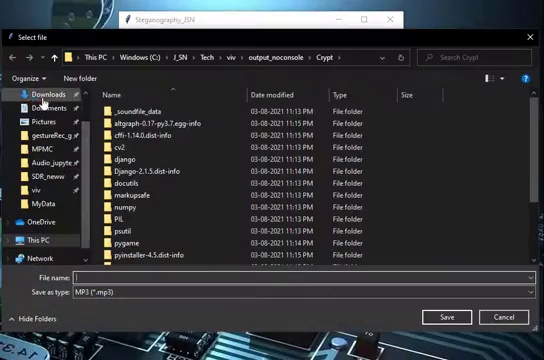 Steganography_JSN
Select file
This PC > Windows (C:) > J_SN > Tech > viv > output_noconsole > Crypt >
Search Crypt
Organize
New folder
Name
Date modified
Type
Size
Downloads
Documents
Pictures
gestureRec_g
MPMC
Audio_jupyte
SDR_neww
viv
MyData
OneDrive
This PC
Network
_soundfile_data 03-08-2021 11:13 PM File folder
altgraph-0.17-py3.7.egg-info 03-08-2021 11:13 PM File folder
cffi-1.14.0.dist-info 03-08-2021 11:13 PM File folder
cv2 03-08-2021 11:13 PM File folder
django 03-08-2021 11:13 PM File folder
Django-2.1.5.dist-info 03-08-2021 11:14 PM File folder
docutils 03-08-2021 11:13 PM File folder
markupsafe 03-08-2021 11:13 PM File folder
numpy 03-08-2021 11:13 PM File folder
PIL 03-08-2021 11:13 PM File folder
psutil 03-08-2021 11:13 PM File folder
pygame 03-08-2021 11:14 PM File folder
pyinstaller-4.5.dist-info 03-08-2021 11:13 PM File folder
File name:
Save as type: MP3 (*.mp3)
Hide Folders
Save
Cancel